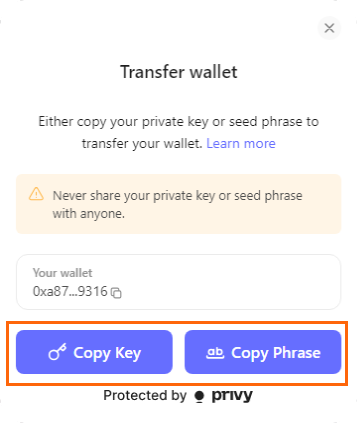 Transfer wallet
Either copy your private key or seed phrase to
transfer your wallet. Learn more
Never share your private key or seed phrase
with anyone.
Your wallet
0xa87...9316
Copy Key
ab Copy Phrase
Protected by privy